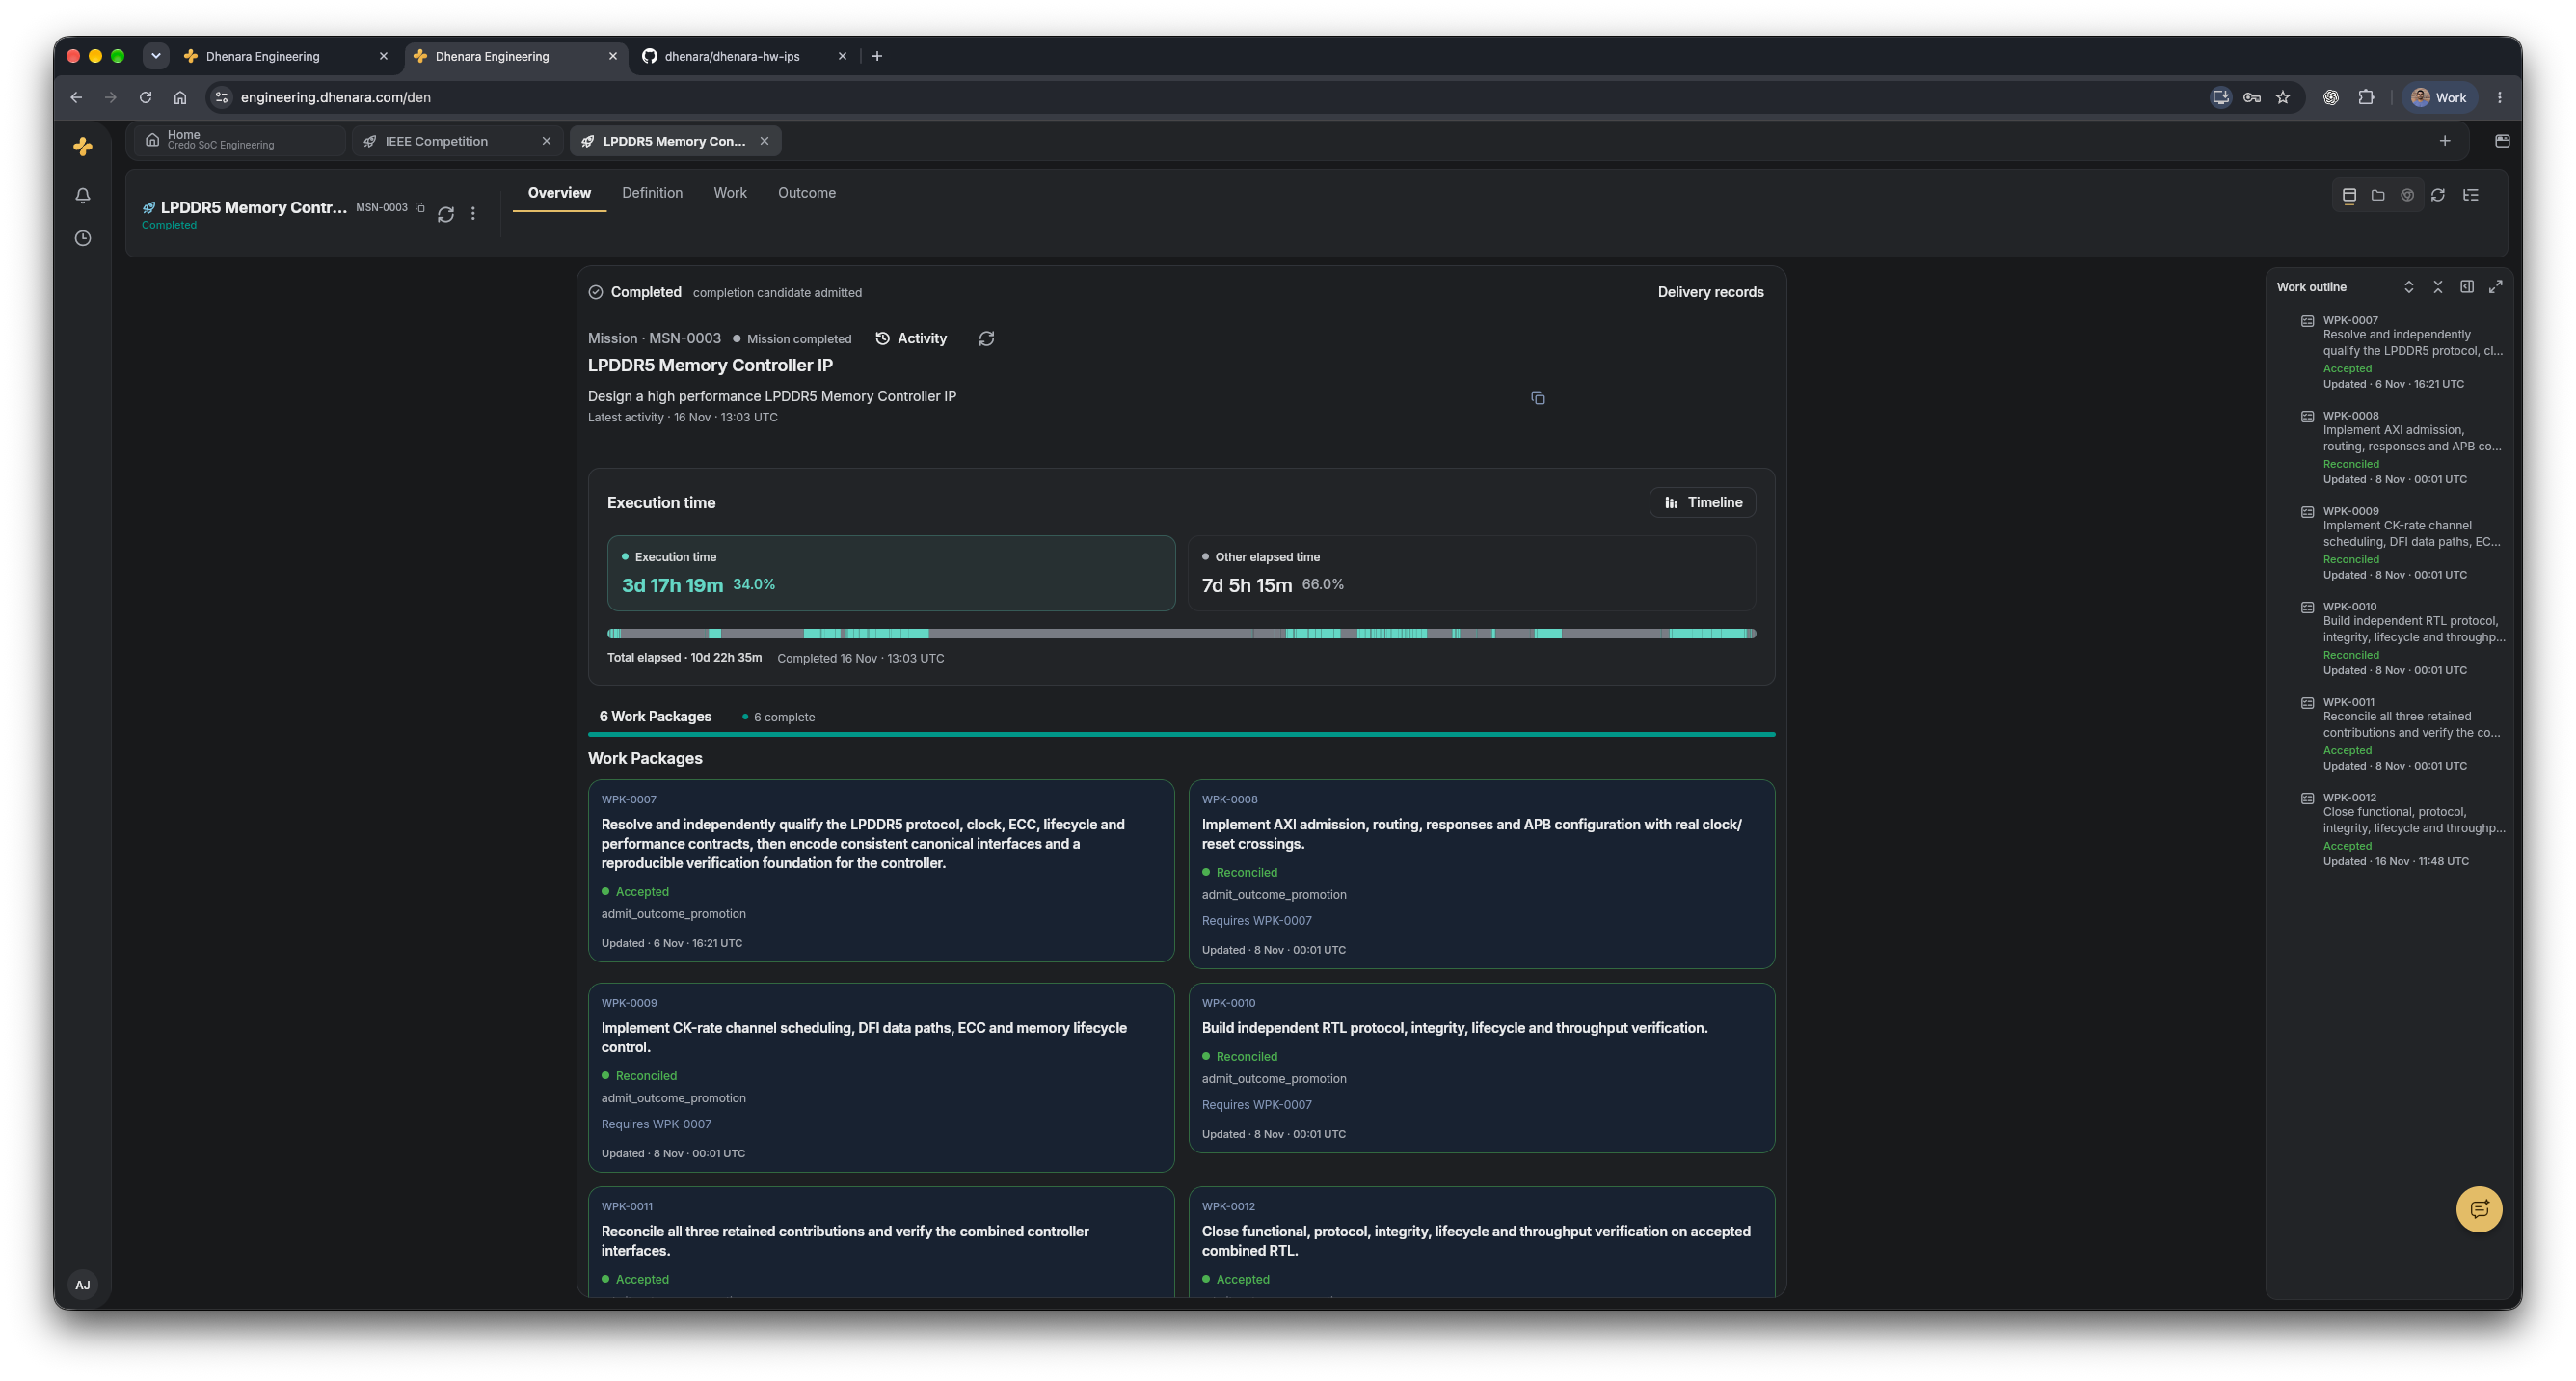 Dhenara Engineering
Dhenara Engineering
dhenara/dhenara-hw-ips
engineering.dhenara.com/den
Work
Home
Credo SoC Engineering
IEEE Competition
LPDDR5 Memory Con...
LPDDR5 Memory Contr...
MSN-0003
Completed
Overview
Definition
Work
Outcome
Completed
completion candidate admitted
Delivery records
Mission · MSN-0003
Mission completed
Activity
LPDDR5 Memory Controller IP
Design a high performance LPDDR5 Memory Controller IP
Latest activity · 16 Nov · 13:03 UTC
Execution time
Timeline
Execution time
3d 17h 19m 34.0%
Other elapsed time
7d 5h 15m 66.0%
Total elapsed · 10d 22h 35m
Completed 16 Nov · 13:03 UTC
6 Work Packages
6 complete
Work Packages
WPK-0007
Resolve and independently qualify the LPDDR5 protocol, clock, ECC, lifecycle and
performance contracts, then encode consistent canonical interfaces and a
reproducible verification foundation for the controller.
Accepted
admit_outcome_promotion
Updated · 6 Nov · 16:21 UTC
WPK-0008
Implement AXI admission, routing, responses and APB configuration with real clock/
reset crossings.
Reconciled
admit_outcome_promotion
Requires WPK-0007
Updated · 8 Nov · 00:01 UTC
WPK-0009
Implement CK-rate channel scheduling, DFI data paths, ECC and memory lifecycle
control.
Reconciled
admit_outcome_promotion
Requires WPK-0007
Updated · 8 Nov · 00:01 UTC
WPK-0010
Build independent RTL protocol, integrity, lifecycle and throughput verification.
Reconciled
admit_outcome_promotion
Requires WPK-0007
Updated · 8 Nov · 00:01 UTC
WPK-0011
Reconcile all three retained contributions and verify the combined controller
interfaces.
Accepted
WPK-0012
Close functional, protocol, integrity, lifecycle and throughput verification on accepted
combined RTL.
Accepted
Work outline
WPK-0007
Resolve and independently
qualify the LPDDR5 protocol, cl...
Accepted
Updated · 6 Nov · 16:21 UTC
WPK-0008
Implement AXI admission,
routing, responses and APB co...
Reconciled
Updated · 8 Nov · 00:01 UTC
WPK-0009
Implement CK-rate channel
scheduling, DFI data paths, EC...
Reconciled
Updated · 8 Nov · 00:01 UTC
WPK-0010
Build independent RTL protocol,
integrity, lifecycle and throughp...
Reconciled
Updated · 8 Nov · 00:01 UTC
WPK-0011
Reconcile all three retained
contributions and verify the co...
Accepted
Updated · 8 Nov · 00:01 UTC
WPK-0012
Close functional, protocol,
integrity, lifecycle and throughp...
Accepted
Updated · 16 Nov · 11:48 UTC
AJ